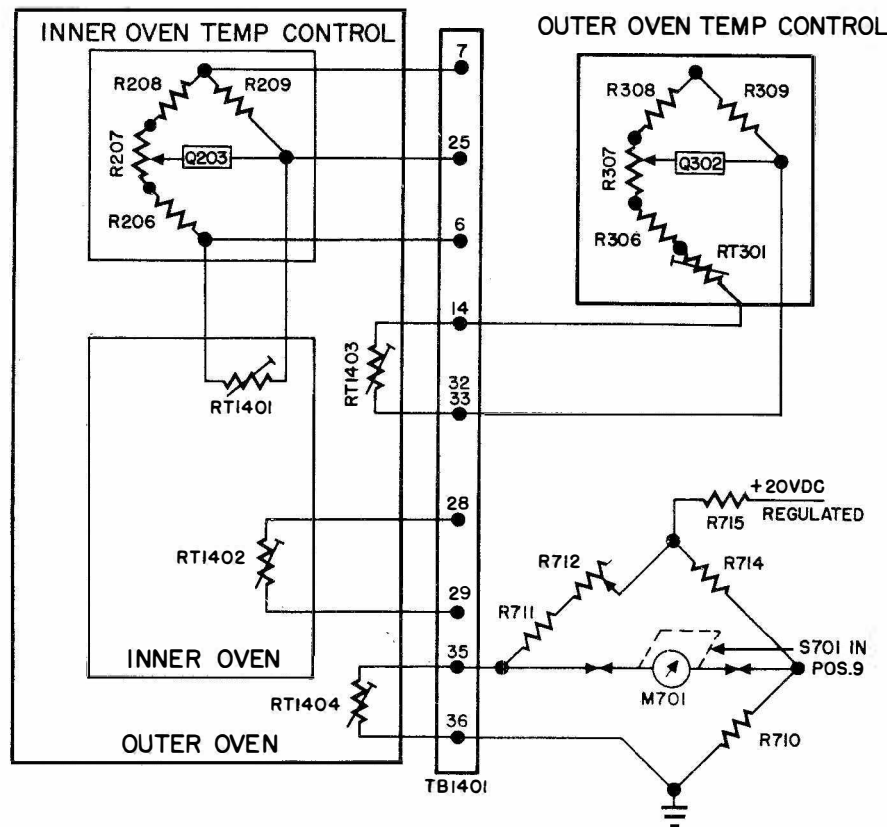 INNER OVEN TEMP CONTROL
OUTER OVEN TEMP CONTROL
7
R208
R209
R207
Q203
25
R206
6
R308
R309
R307
Q302
R306
RT301
14
RT1403
32
33
RT1401
28
RT1402
29
INNER OVEN
35
RT1404
36
OUTER OVEN
TB1401
+20VDC
REGULATED
R715
R712
R714
R711
S701 IN
POS.9
M701
R710